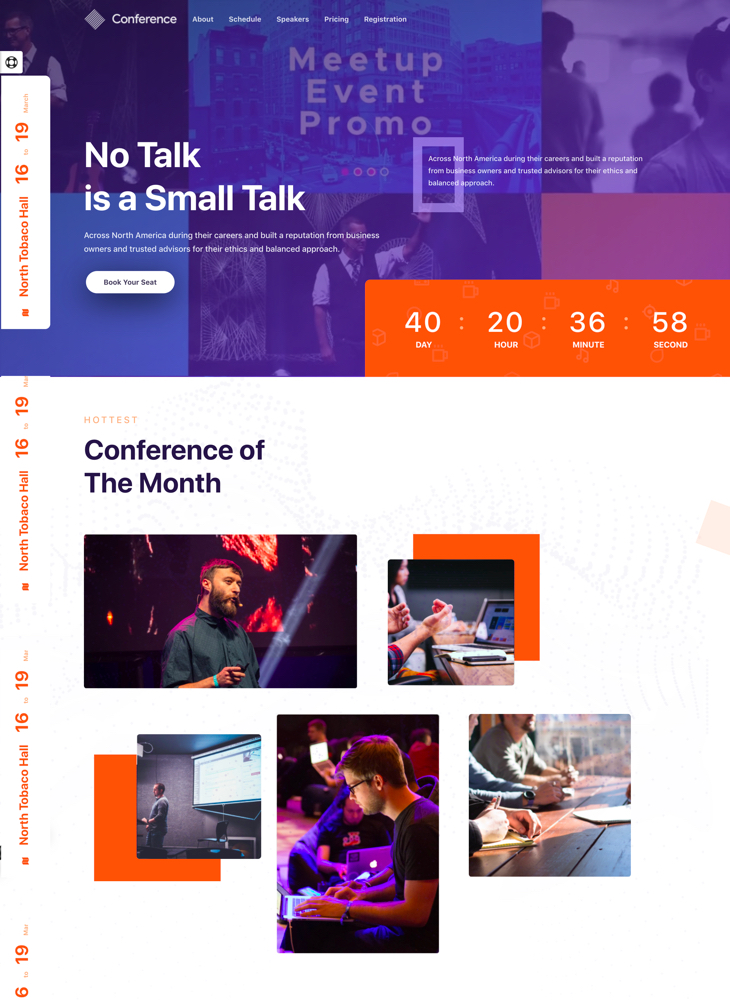 Conference
About
Schedule
Speakers
Pricing
Registration
Meetup
Event
Promo
No Talk
is a Small Talk
Across North America during their careers and built a reputation from business
owners and trusted advisors for their ethics and balanced approach.
Book Your Seat
Across North America during their careers and built a reputation
from business owners and trusted advisors for their ethics and
balanced approach.
North Tobaco Hall 16 to 19 March
40 : 20 : 36 : 58
DAY HOUR MINUTE SECOND
HOTTEST
Conference of
The Month
North Tobaco Hall 16 to 19 Mar
North Tobaco Hall 16 to 19 Mar
6 to 19 Mar